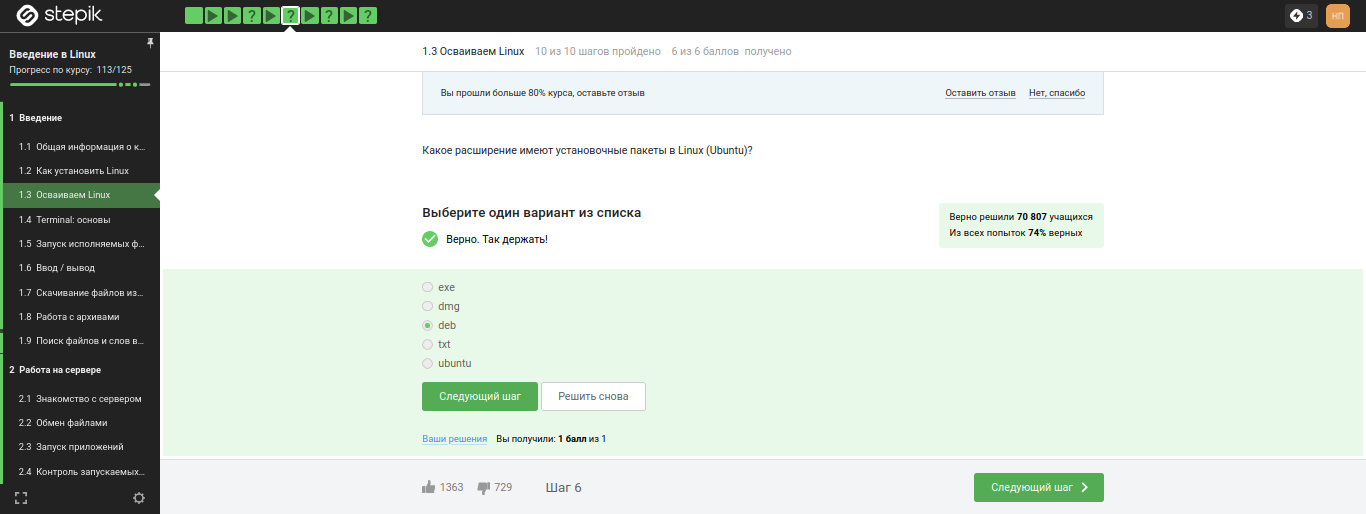 stepik
? ? ? ?
3
НП
Введение в Linux
Прогресс по курсу: 113/125
1 Введение
1.1 Общая информация о к...
1.2 Как установить Linux
1.3 Осваиваем Linux
1.4 Terminal: основы
1.5 Запуск исполняемых ф...
1.6 Ввод / вывод
1.7 Скачивание файлов из...
1.8 Работа с архивами
1.9 Поиск файлов и слов в...
2 Работа на сервере
2.1 Знакомство с сервером
2.2 Обмен файлами
2.3 Запуск приложений
2.4 Контроль запускаемых...
1.3 Осваиваем Linux 10 из 10 шагов пройдено 6 из 6 баллов получено
Вы прошли больше 80% курса, оставьте отзыв Оставить отзыв Нет, спасибо
Какое расширение имеют установочные пакеты в Linux (Ubuntu)?
Выберите один вариант из списка
Верно. Так держать!
Верно решили 70 807 учащихся
Из всех попыток 74% верных
exe
dmg
deb
txt
ubuntu
Следующий шаг Решить снова
Ваши решения Вы получили: 1 балл из 1
1363 729 Шаг 6 Следующий шаг